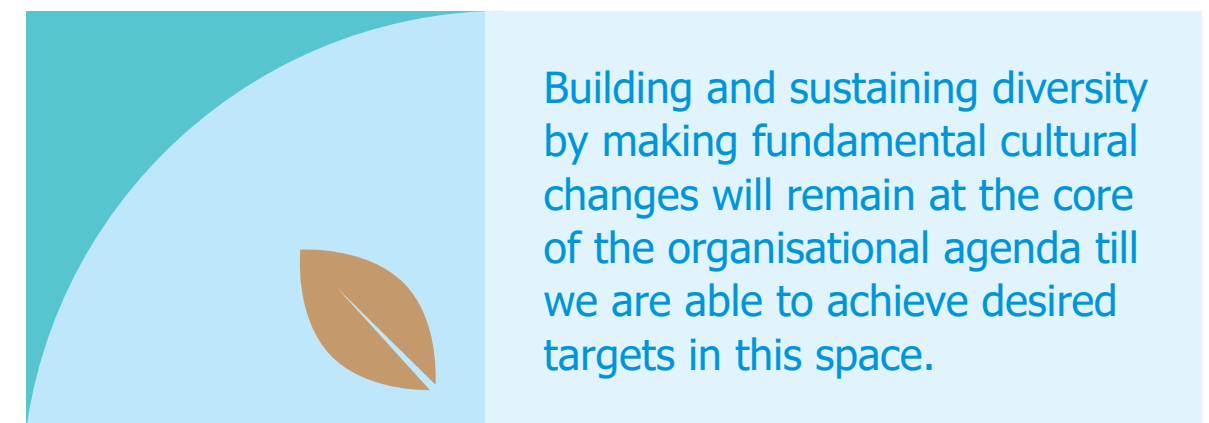 Building and sustaining diversity
by making fundamental cultural
changes will remain at the core
of the organisational agenda till
we are able to achieve desired
targets in this space.